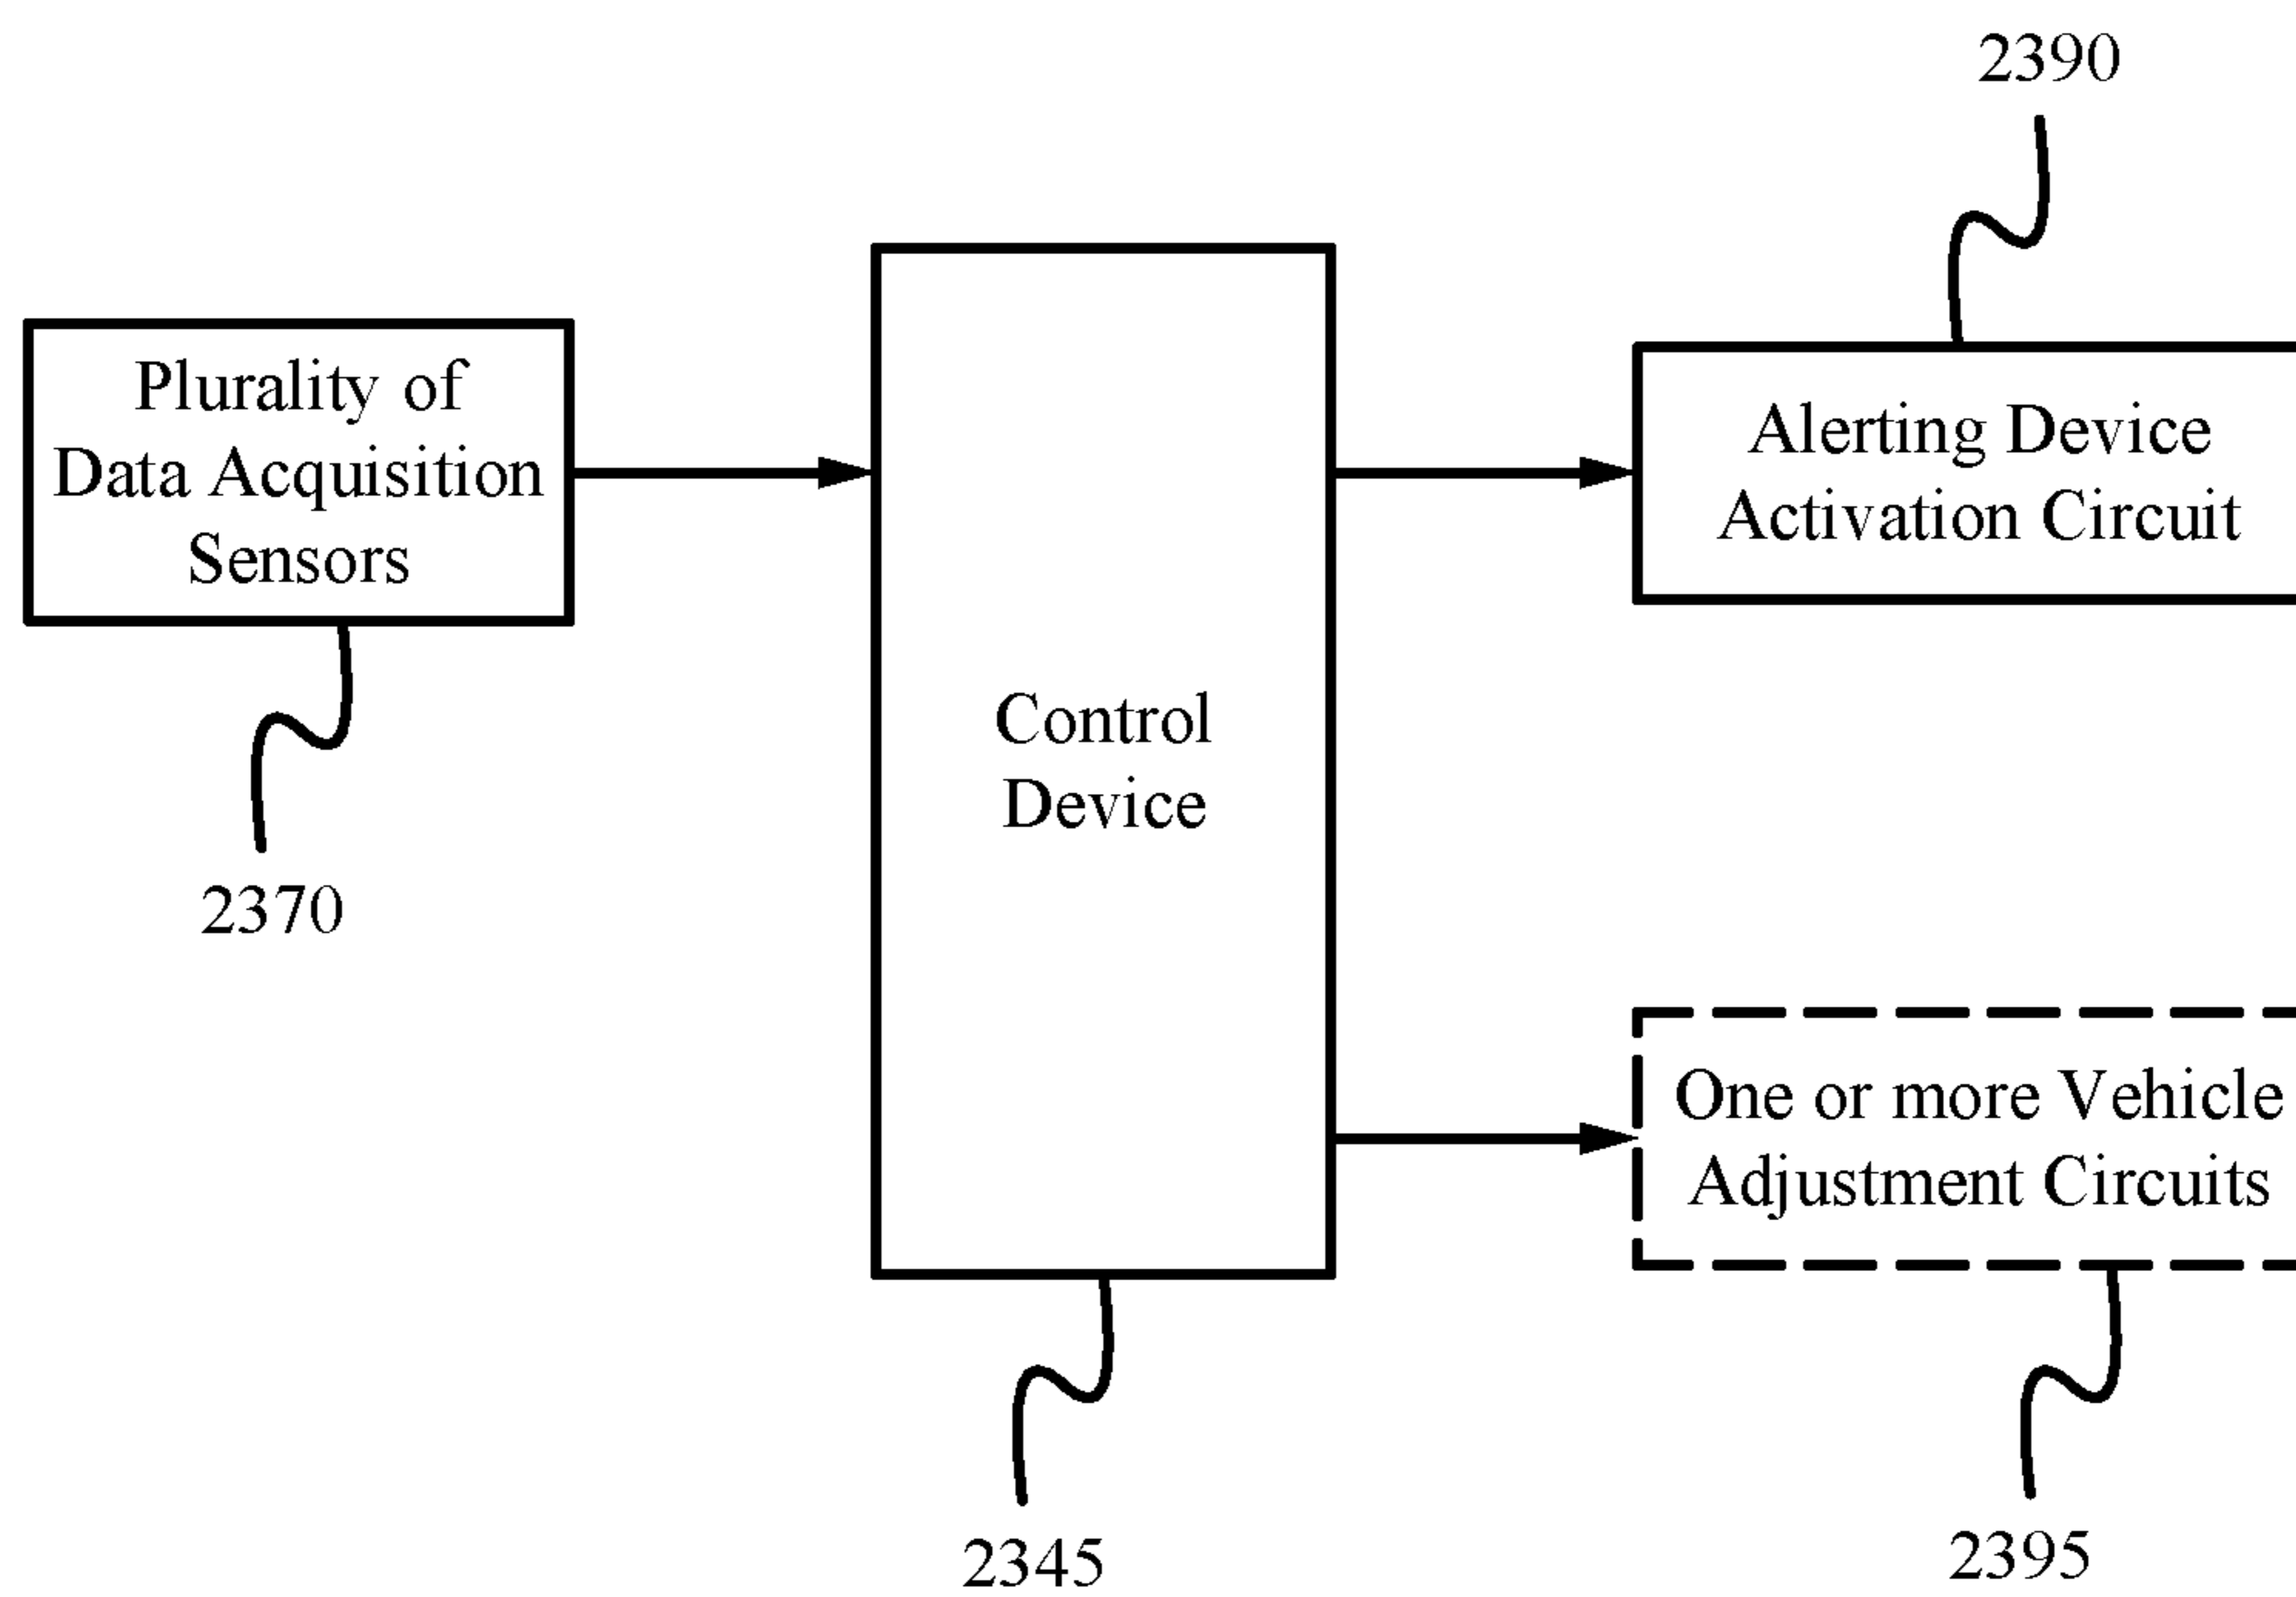 2390
Plurality of
Data Acquisition
Sensors
Alerting Device
Activation Circuit
Control
Device
2370
One or more Vehicle
Adjustment Circuits
2345
2395